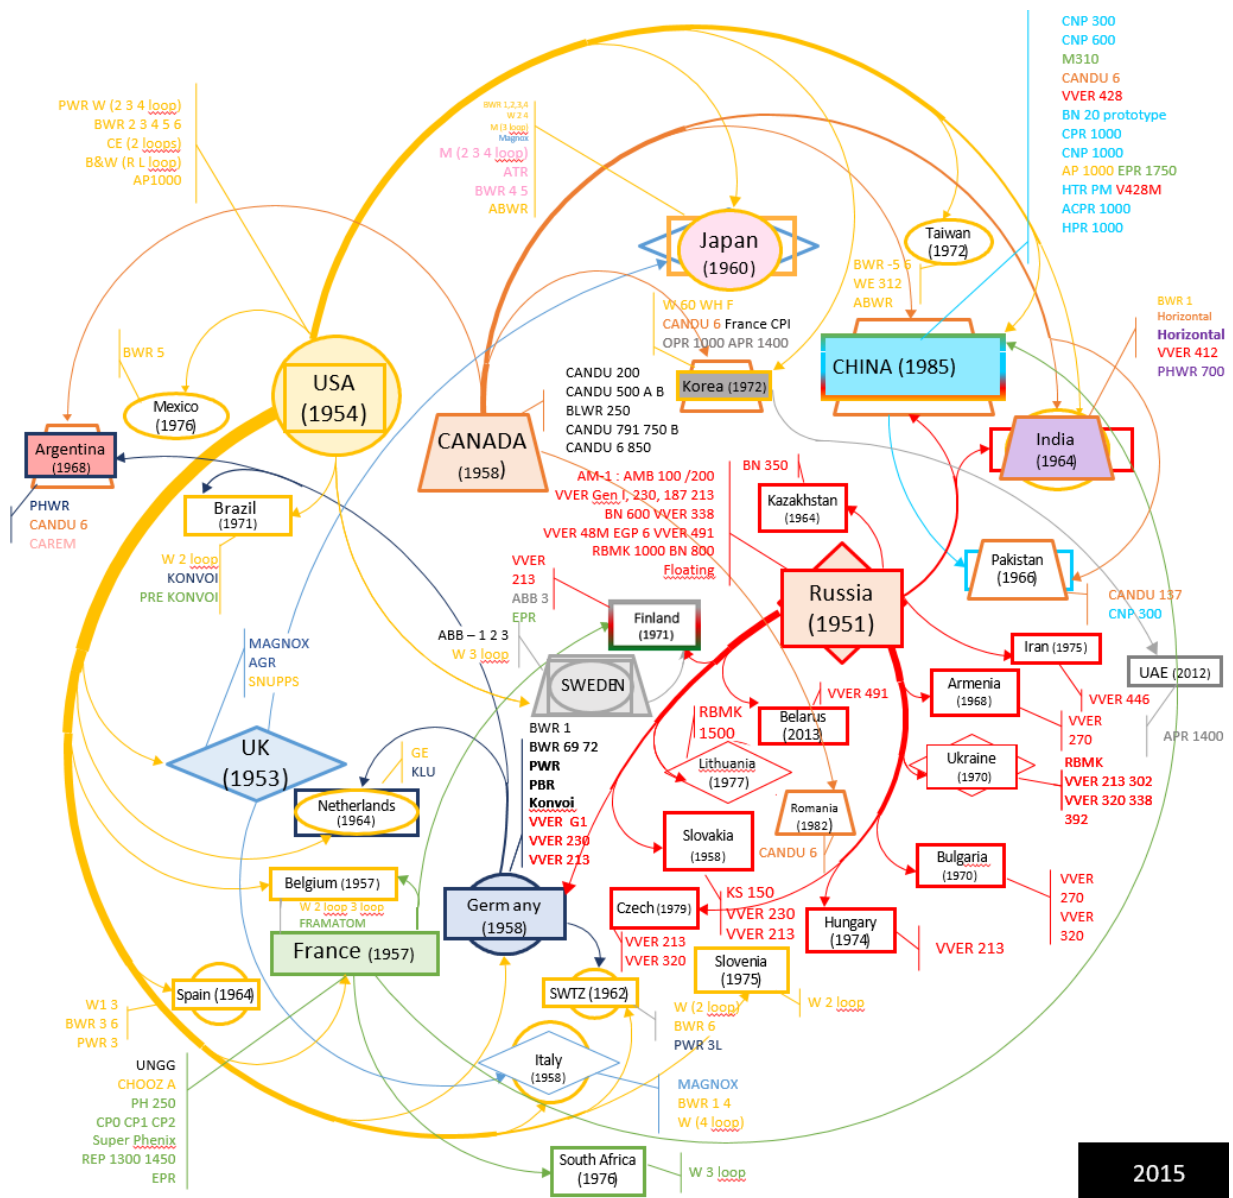 CNP 300
CNP 600
M310
CANDU 6
VVER 428
BN 20 prototype
CPR 1000
CNP 1000
AP 1000 EPR 1750
HTR PM V428M
ACPR 1000
HPR 1000
PWR W (2 3 4 loop)
BWR 2 3 4 5 6
CE (2 loops)
B&W (R L loop)
AP1000
BWR 1,2,3,4
W 2 4
M (3 loop)
Magnox
M (2 3 4 loop)
ATR
BWR 4 5
ABWR
Japan
(1960)
Taiwan
(1972)
BWR -5 6
WE 312
ABWR
W 60 WH F
CANDU 6 France CPI
OPR 1000 APR 1400
Korea (1972)
CHINA (1985)
BWR 1
Horizontal
Horizontal
VVER 412
PHWR 700
India
(1964)
BWR 5
Mexico
(1976)
USA
(1954)
CANADA
(1958)
CANDU 200
CANDU 500 A B
BLWR 250
CANDU 791 750 B
CANDU 6 850
Argentina
(1968)
PHWR
CANDU 6
CAREM
Brazil
(1971)
W 2 loop
KONVOI
PRE KONVOI
AM-1 : AMB 100 /200
VVER Gen I, 230, 187 213
BN 600 VVER 338
VVER 48M EGP 6 VVER 491
RBMK 1000 BN 800
Floating
BN 350
Kazakhstan
(1964)
Russia
(1951)
Pakistan
(1966)
CANDU 137
CNP 300
VVER
213
ABB 3
EPR
Finland
(1971)
ABB – 1 2 3
W 3 loop
SWEDEN
Iran (1975)
VVER 446
UAE (2012)
APR 1400
Armenia
(1968)
VVER
270
MAGNOX
AGR
SNUPPS
UK
(1953)
VVER 491
Belarus
(2013)
RBMK
1500
Lithuania
(1977)
Ukraine
(1970)
RBMK
VVER 213 302
VVER 320 338
392
BWR 1
BWR 69 72
PWR
PBR
Konvoi
VVER G1
VVER 230
VVER 213
GE
KLU
Netherlands
(1964)
Romania
(1982)
CANDU 6
Slovakia
(1958)
KS 150
VVER 230
VVER 213
Bulgaria
(1970)
VVER
270
VVER
320
Belgium (1957)
W 2 loop 3 loop
FRAMATOM
France (1957)
Germ any
(1958)
Czech (1979)
VVER 213
VVER 320
Hungary
(1974)
VVER 213
Slovenia
(1975)
W 2 loop
Spain (1964)
W1 3
BWR 3 6
PWR 3
SWTZ (1962)
W (2 loop)
BWR 6
PWR 3L
Italy
(1958)
MAGNOX
BWR 1 4
W (4 loop)
UNGG
CHOOZ A
PH 250
CP0 CP1 CP2
Super Phenix
REP 1300 1450
EPR
South Africa
(1976)
W 3 loop
2015